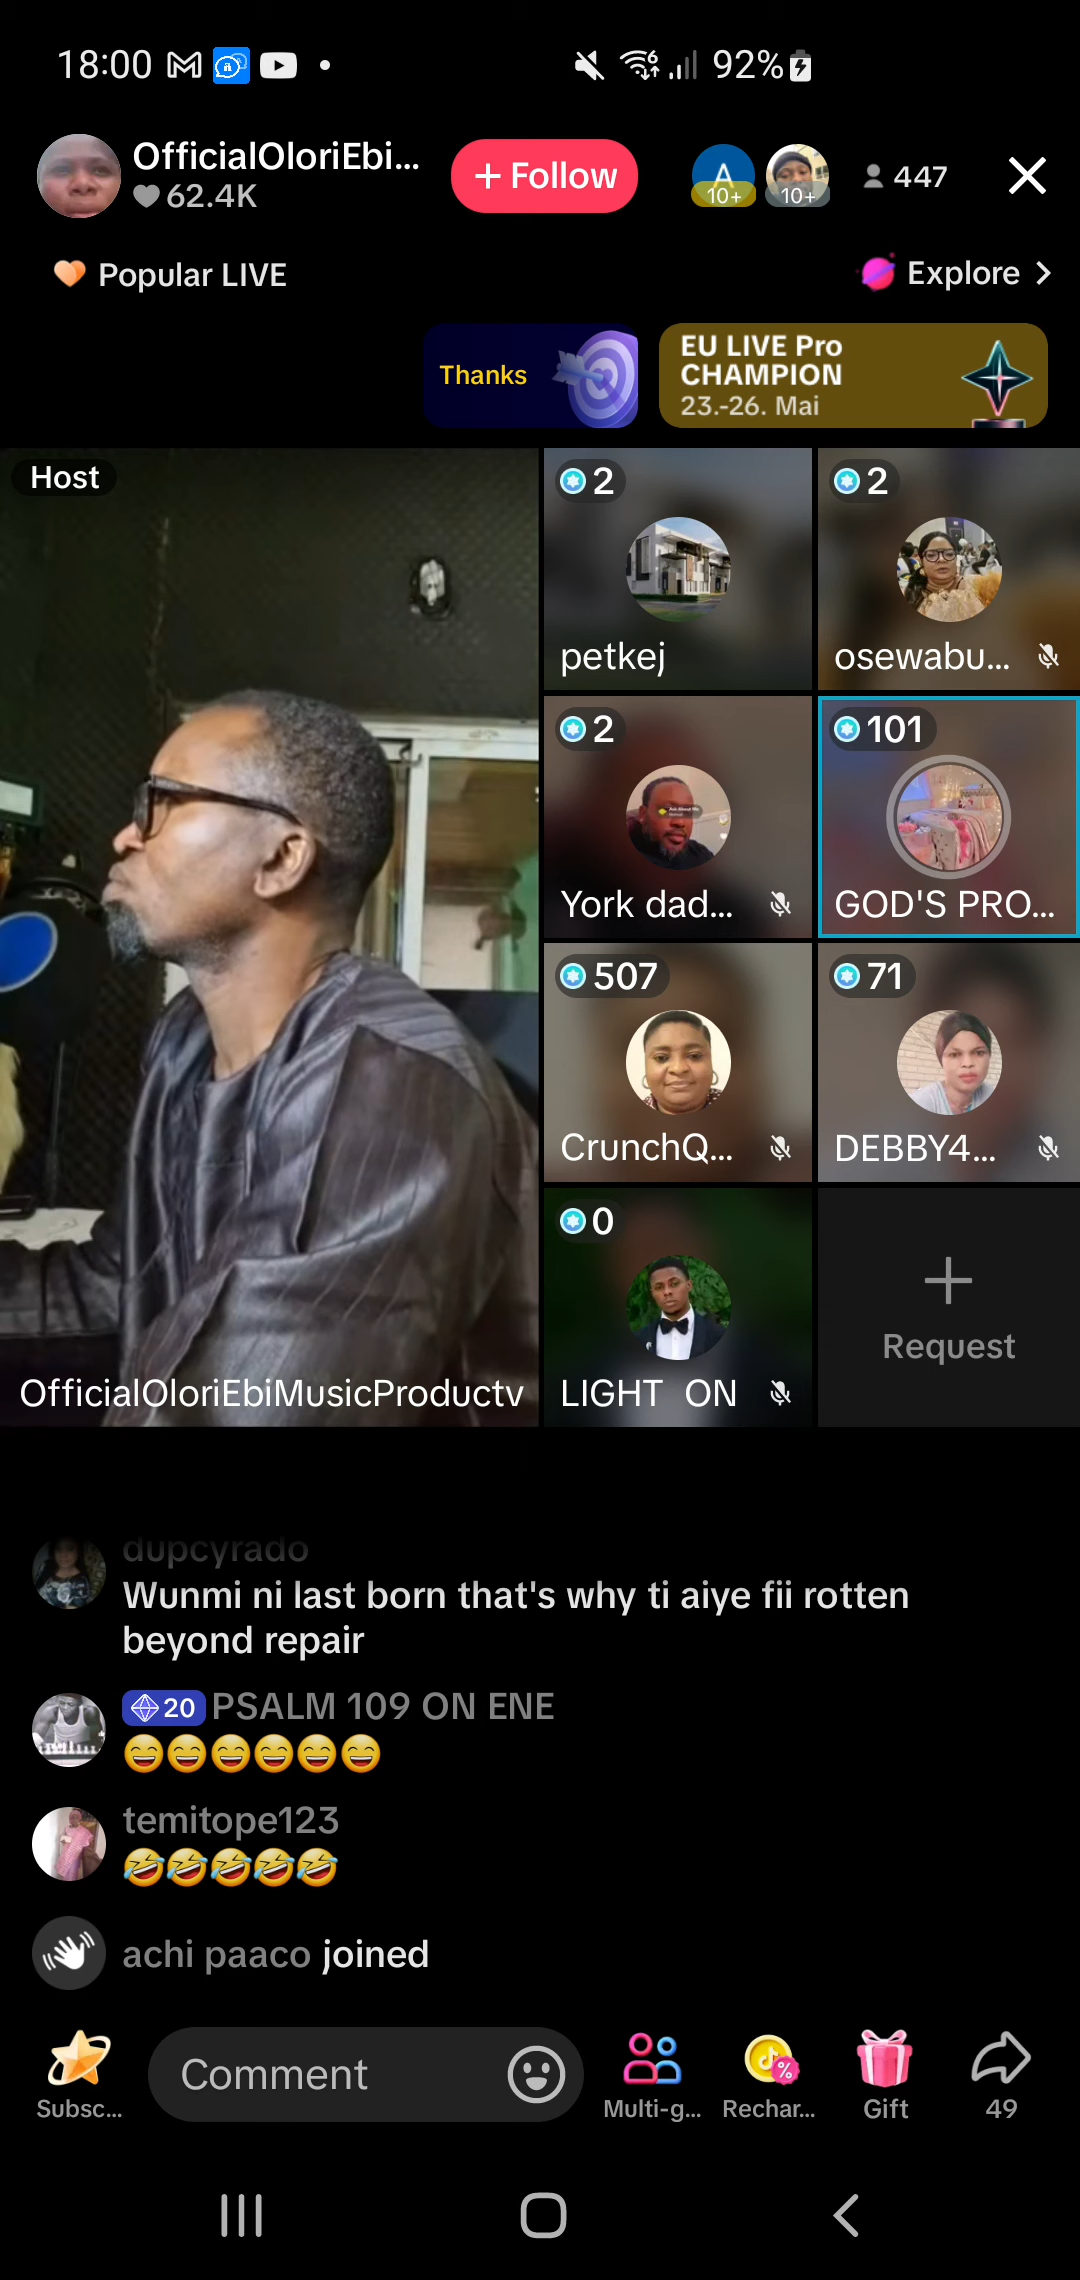 18:00
92%
OfficialOloriEbi...
62.4K
+ Follow
A
10+
10+
447
Popular LIVE
Explore
Thanks
EU LIVE Pro
CHAMPION
23.-26. Mai
Host
2
petkej
2
osewabu...
2
York dad...
101
GOD'S PRO...
507
CrunchQ...
71
DEBBY4...
0
LIGHT ON
Request
OfficialOloriEbiMusicProductv
dupcyrado
Wunmi ni last born that's why ti aiye fii rotten
beyond repair
20 PSALM 109 ON ENE
😄😄😄😄😄😄
temitope123
🤣🤣🤣🤣🤣
achi paaco joined
Subsc...
Comment
Multi-g...
Rechar...
Gift
49